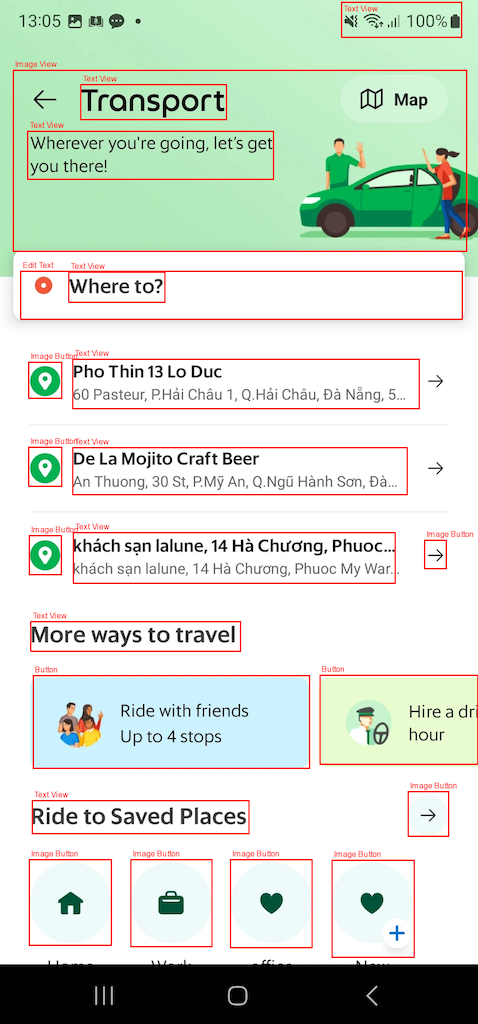 13:05
100%
Text View
Image View
Text View
Transport
Map
Text View
Wherever you're going, let's get
you there!
Edit Text
Text View
Where to?
Image Button
Text View
Pho Thin 13 Lo Duc
60 Pasteur, P.Hải Châu 1, Q.Hải Châu, Đà Nẵng, 5...
Image Button
Text View
De La Mojito Craft Beer
An Thuong, 30 St, P.Mỹ An, Q.Ngũ Hành Sơn, Đà...
Image Button
Text View
Image Button
khách sạn lalune, 14 Hà Chương, Phuoc...
khách sạn lalune, 14 Hà Chương, Phuoc My War...
Text View
More ways to travel
Button
Button
Ride with friends
Up to 4 stops
Hire a dri
hour
Text View
Image Button
Ride to Saved Places
Image Button
Image Button
Image Button
Image Button
Home
Work
office
New